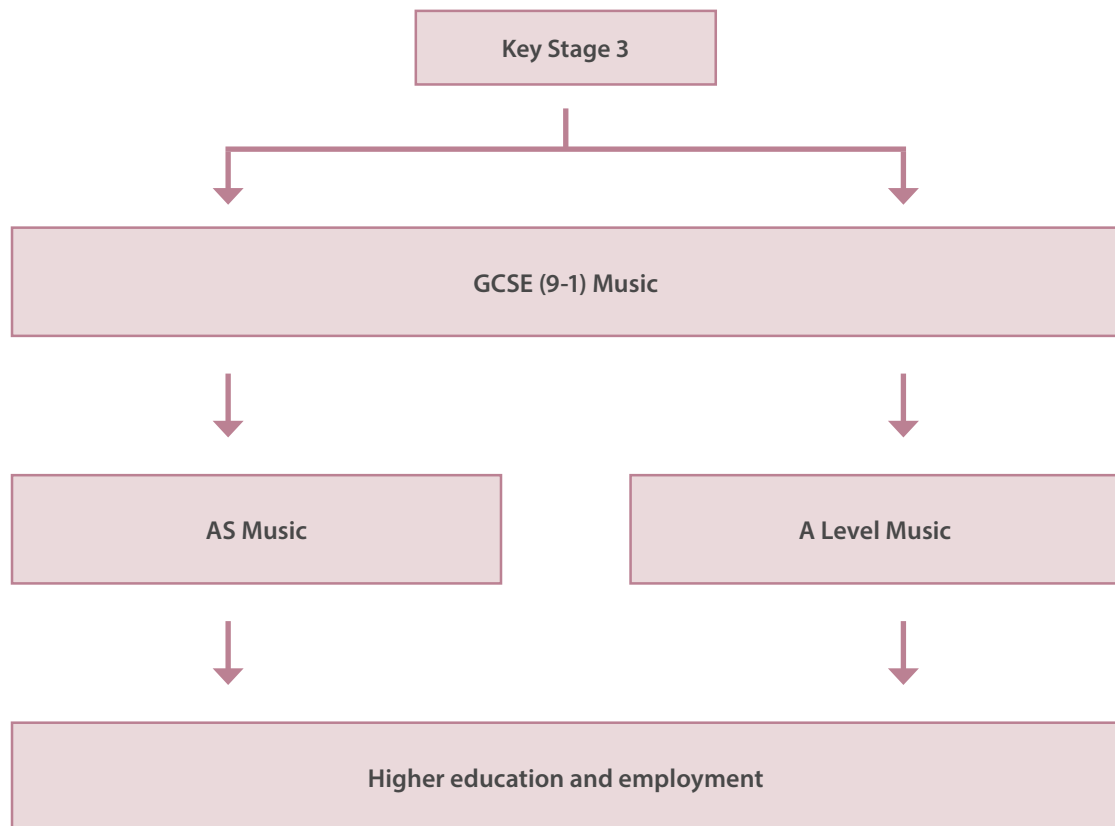 Key Stage 3
GCSE (9-1) Music
AS Music
A Level Music
Higher education and employment